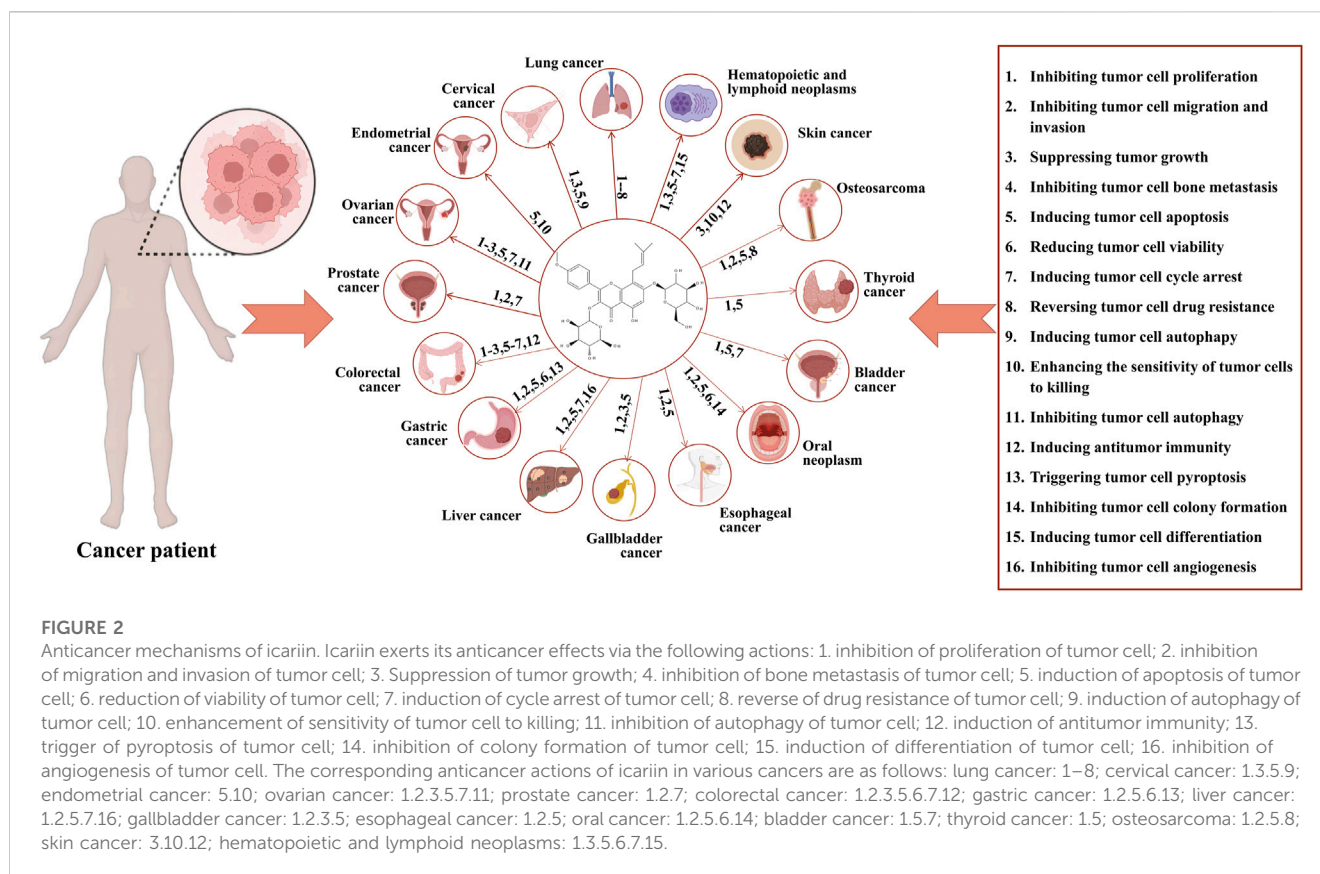 Lung cancer
Hematopoietic and
lymphoid neoplasms
Cervical
cancer
Endometrial
cancer
Skin cancer
Ovarian
cancer
Osteosarcoma
Prostate
cancer
Thyroid
cancer
Colorectal
cancer
Bladder
cancer
Gastric
cancer
Oral
neoplasm
Liver cancer
Gallbladder
cancer
Esophageal
cancer
1–8
1,3,5-7,15
1,3,5,9
3,10,12
5,10
1,2,5,8
1-3,5,7,11
1,5
1,2,7
1,5,7
1-3,5-7,12
1,2,5,6,14
1,2,5,6,13
1,2,5
1,2,5,7,16
1,2,3,5
Cancer patient
1. Inhibiting tumor cell proliferation
2. Inhibiting tumor cell migration and
invasion
3. Suppressing tumor growth
4. Inhibiting tumor cell bone metastasis
5. Inducing tumor cell apoptosis
6. Reducing tumor cell viability
7. Inducing tumor cell cycle arrest
8. Reversing tumor cell drug resistance
9. Inducing tumor cell autophapy
10. Enhancing the sensitivity of tumor cells
to killing
11. Inhibiting tumor cell autophagy
12. Inducing antitumor immunity
13. Triggering tumor cell pyroptosis
14. Inhibiting tumor cell colony formation
15. Inducing tumor cell differentiation
16. Inhibiting tumor cell angiogenesis
FIGURE 2
Anticancer mechanisms of icariin. Icariin exerts its anticancer effects via the following actions: 1. inhibition of proliferation of tumor cell; 2. inhibition
of migration and invasion of tumor cell; 3. Suppression of tumor growth; 4. inhibition of bone metastasis of tumor cell; 5. induction of apoptosis of tumor
cell; 6. reduction of viability of tumor cell; 7. induction of cycle arrest of tumor cell; 8. reverse of drug resistance of tumor cell; 9. induction of autophagy of
tumor cell; 10. enhancement of sensitivity of tumor cell to killing; 11. inhibition of autophagy of tumor cell; 12. induction of antitumor immunity; 13.
trigger of pyroptosis of tumor cell; 14. inhibition of colony formation of tumor cell; 15. induction of differentiation of tumor cell; 16. inhibition of
angiogenesis of tumor cell. The corresponding anticancer actions of icariin in various cancers are as follows: lung cancer: 1–8; cervical cancer: 1.3.5.9;
endometrial cancer: 5.10; ovarian cancer: 1.2.3.5.7.11; prostate cancer: 1.2.7; colorectal cancer: 1.2.3.5.6.7.12; gastric cancer: 1.2.5.6.13; liver cancer:
1.2.5.7.16; gallbladder cancer: 1.2.3.5; esophageal cancer: 1.2.5; oral cancer: 1.2.5.6.14; bladder cancer: 1.5.7; thyroid cancer: 1.5; osteosarcoma: 1.2.5.8;
skin cancer: 3.10.12; hematopoietic and lymphoid neoplasms: 1.3.5.6.7.15.